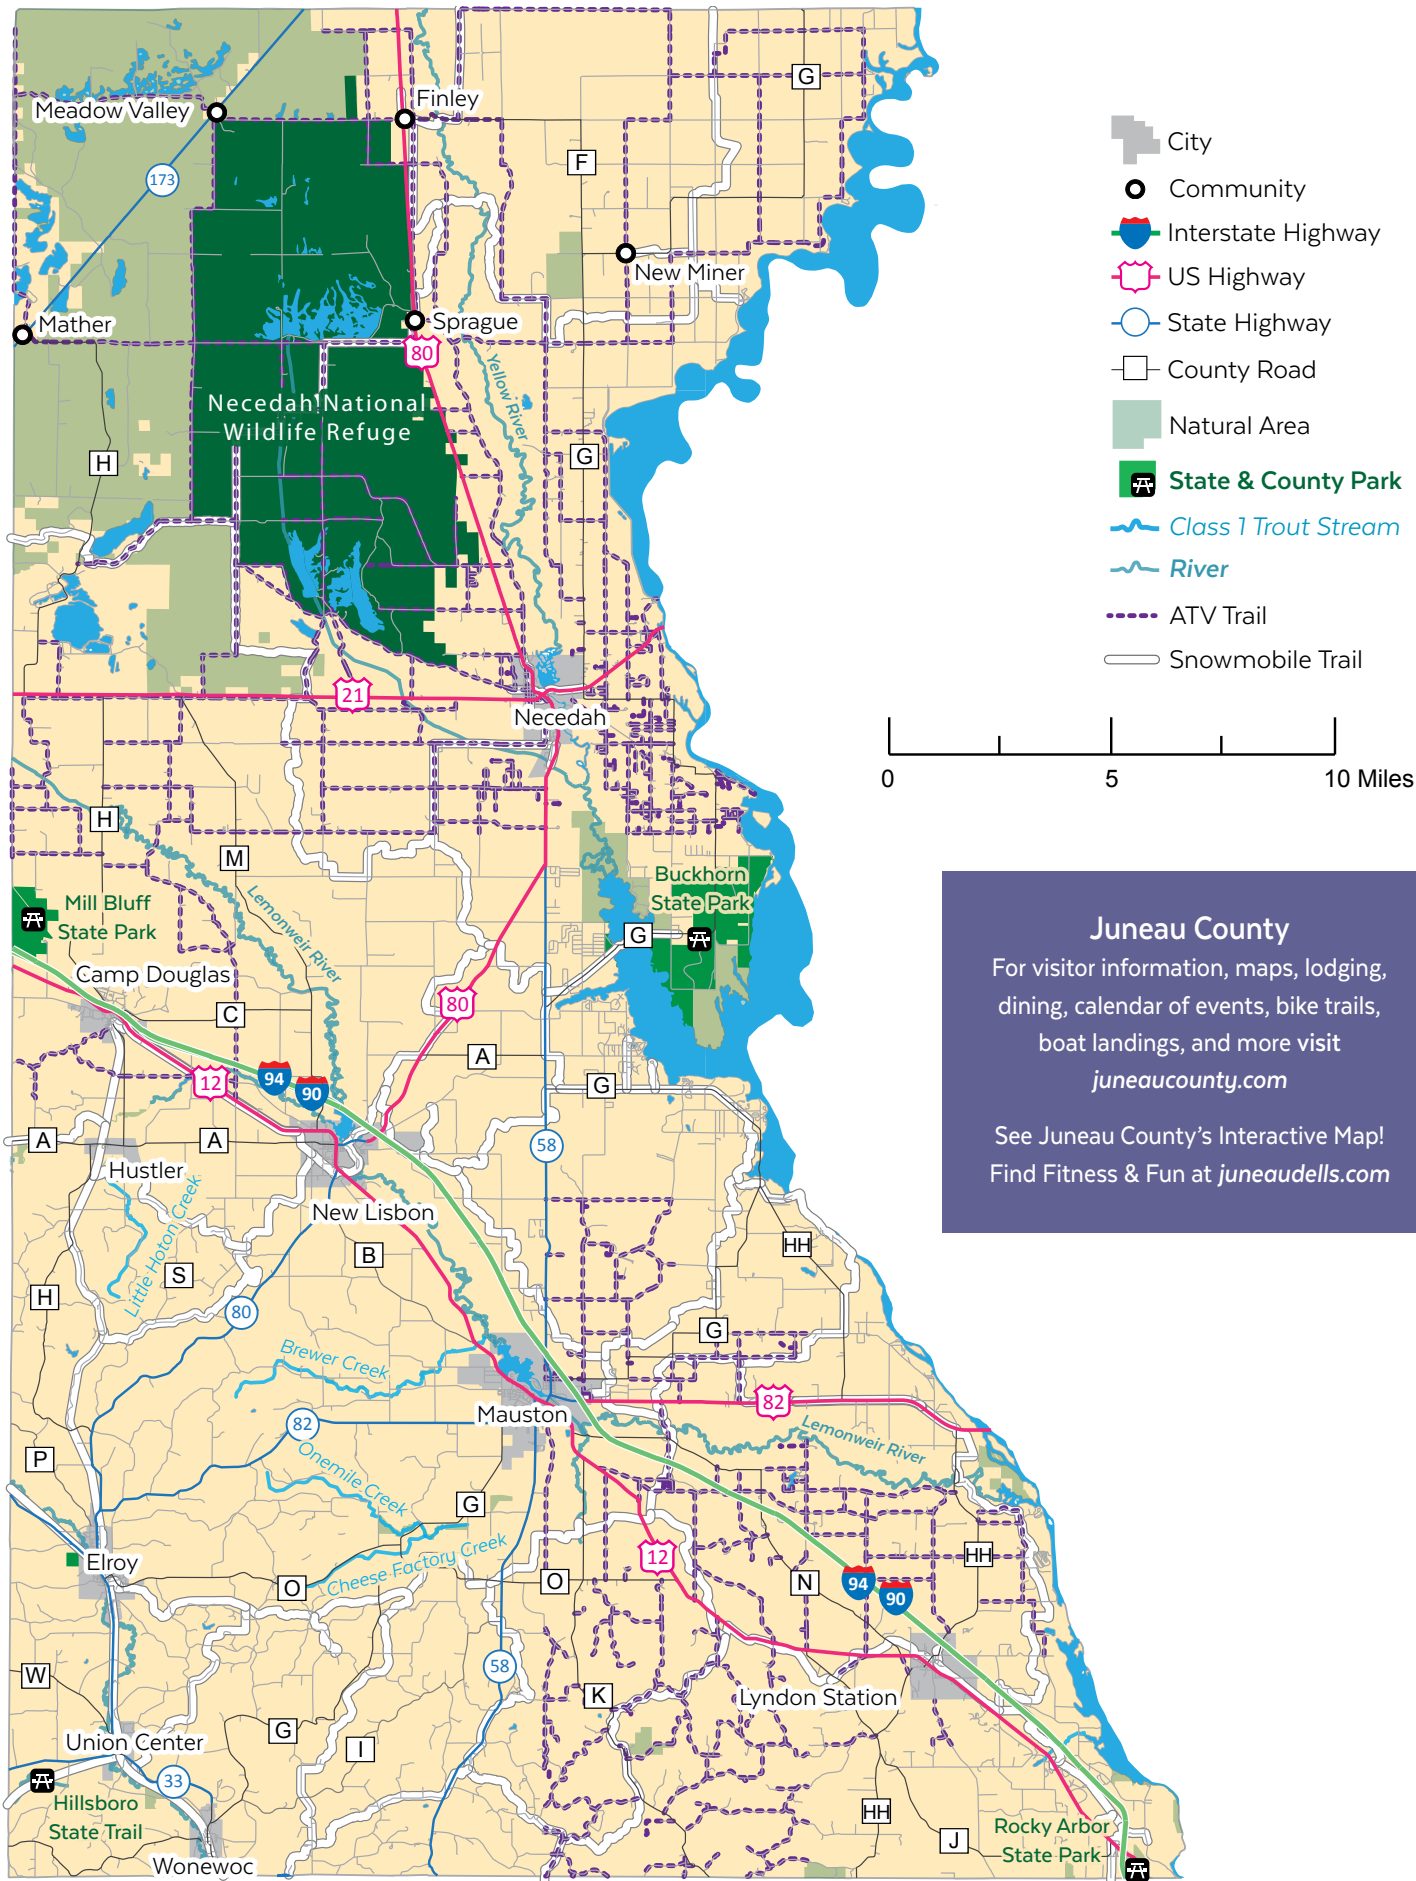 G
Finley
Meadow Valley
F
173
New Miner
Mather
Sprague
80
Yellow River
Necedah National
Wildlife Refuge
H
G
21
Necedah
H
M
Lemonweir River
Buckhorn
State Park
G
Mill Bluff
State Park
Camp Douglas
80
C
A
94
90
12
G
A
A
58
Hustler
New Lisbon
Little Hoton Creek
B
HH
S
H
80
G
Brewer Creek
82
Mauston
82
Lemonweir River
P
Onemile Creek
G
Cheese Factory Creek
12
HH
Elroy
O
O
N
94
90
W
58
K
Lyndon Station
Union Center
G
I
33
Hillsboro
State Trail
HH
J
Rocky Arbor
State Park
Wonewoc
City
Community
Interstate Highway
US Highway
State Highway
County Road
Natural Area
State & County Park
Class 1 Trout Stream
River
ATV Trail
Snowmobile Trail
0 5 10 Miles
Juneau County
For visitor information, maps, lodging,
dining, calendar of events, bike trails,
boat landings, and more visit
juneaucounty.com
See Juneau County’s Interactive Map!
Find Fitness & Fun at juneaudells.com